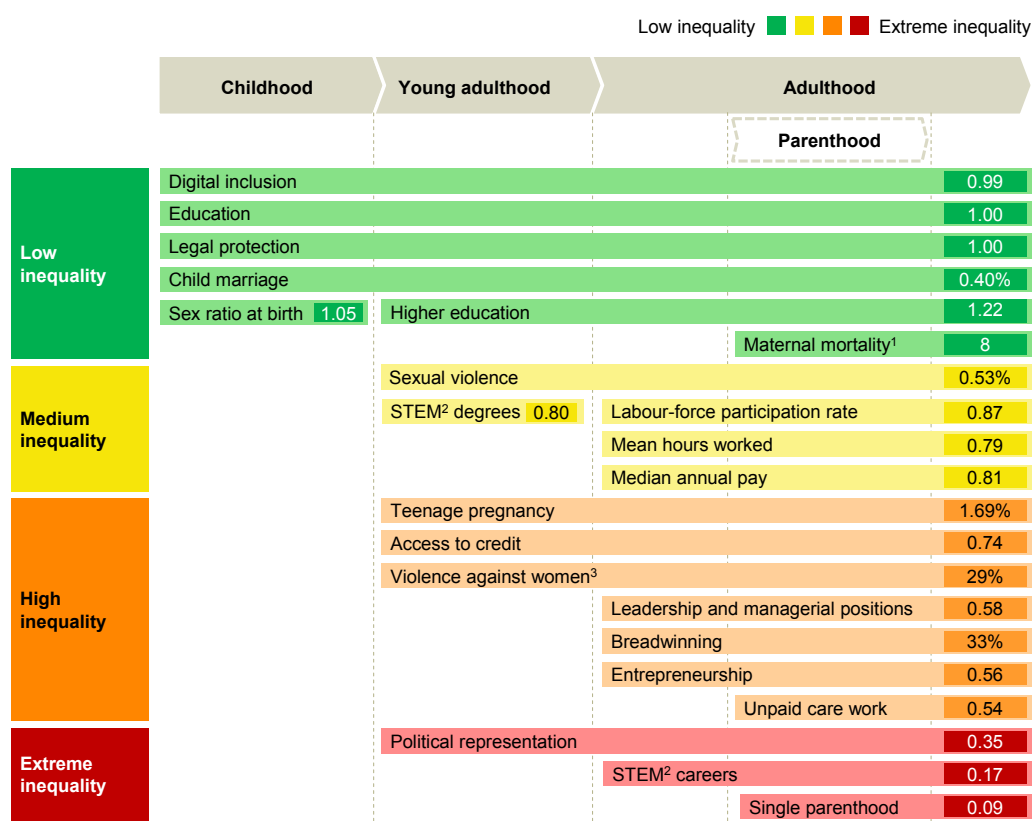 Low inequality Extreme inequality
Childhood Young adulthood Adulthood
Parenthood
Low
inequality
Digital inclusion 0.99
Education 1.00
Legal protection 1.00
Child marriage 0.40%
Sex ratio at birth 1.05 Higher education 1.22
Maternal mortality¹ 8
Medium
inequality
Sexual violence 0.53%
STEM² degrees 0.80 Labour-force participation rate 0.87
Mean hours worked 0.79
Median annual pay 0.81
High
inequality
Teenage pregnancy 1.69%
Access to credit 0.74
Violence against women³ 29%
Leadership and managerial positions 0.58
Breadwinning 33%
Entrepreneurship 0.56
Unpaid care work 0.54
Extreme
inequality
Political representation 0.35
STEM² careers 0.17
Single parenthood 0.09